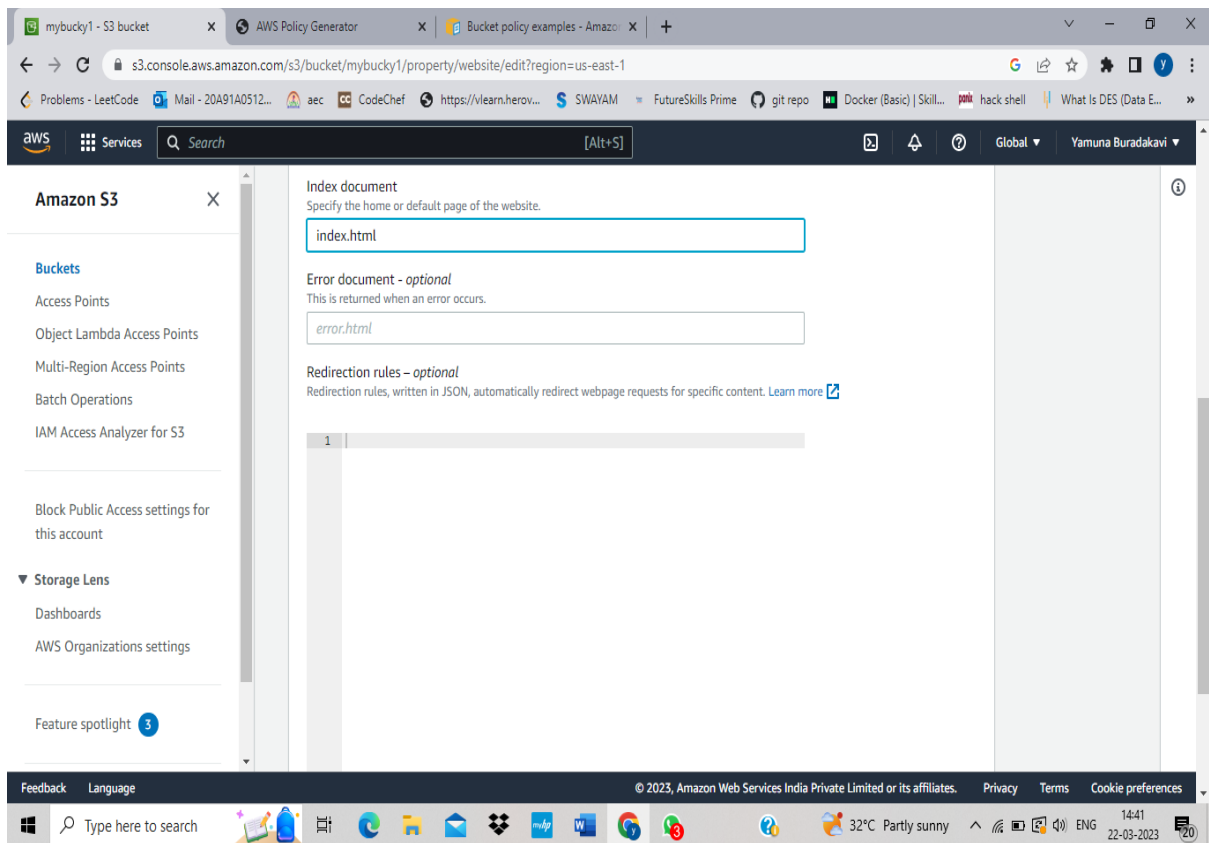 mybucky1 - S3 bucket
AWS Policy Generator
Bucket policy examples - Amazo
s3.console.aws.amazon.com/s3/bucket/mybucky1/property/website/edit?region=us-east-1
G
y
Problems - LeetCode
Mail - 20A91A0512...
aec
CC CodeChef
https://vlearn.herov...
SWAYAM
FutureSkills Prime
git repo
Docker (Basic) | Skill...
hack shell
What Is DES (Data E...
»
aws
Services
Search
[Alt+S]
Global
Yamuna Buradakavi
Amazon S3
Buckets
Access Points
Object Lambda Access Points
Multi-Region Access Points
Batch Operations
IAM Access Analyzer for S3
Block Public Access settings for
this account
Storage Lens
Dashboards
AWS Organizations settings
Feature spotlight 3
Index document
Specify the home or default page of the website.
index.html
Error document - optional
This is returned when an error occurs.
error.html
Redirection rules – optional
Redirection rules, written in JSON, automatically redirect webpage requests for specific content. Learn more
1
Feedback
Language
© 2023, Amazon Web Services India Private Limited or its affiliates.
Privacy
Terms
Cookie preferences
Type here to search
32°C Partly sunny
ENG
14:41
22-03-2023
20